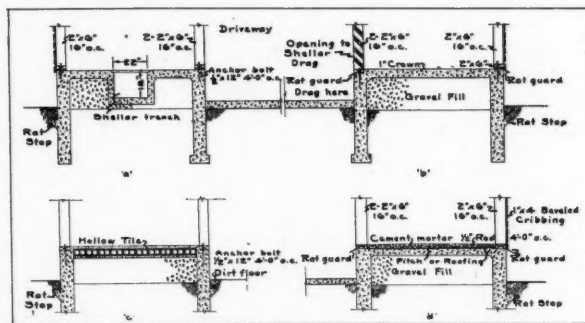 2"x6"
16"o.c.
22"
2-2"x6"
16"o.c.
Driveway
Anchor bolt
½"x12" 4'-0"o.c.
Sheller trench
Rat
Stop
'a'
Opening to
Sheller
Drag
2-2"x6"
16"o.c.
2"x6"
16"o.c.
1"Crown
2"x6"
Rat guard
Drag here
Rat guard
Gravel Fill
Rat Stop
'b'
2-2"x6"
16"o.c.
Hollow Tile
Anchor bolt
½"x12" 4'-0"o.c.
Dirt floor
Rat
Stop
'c'
2-2"x6"
16"o.c.
2"x6"
16"o.c.
1"x4 Beveled
Cribbing
Cement mortar ½"Rod
4'-0"o.c.
Rat guard
Rat guard
Pitch or Roofing
Gravel Fill
Rat Stop
'd'